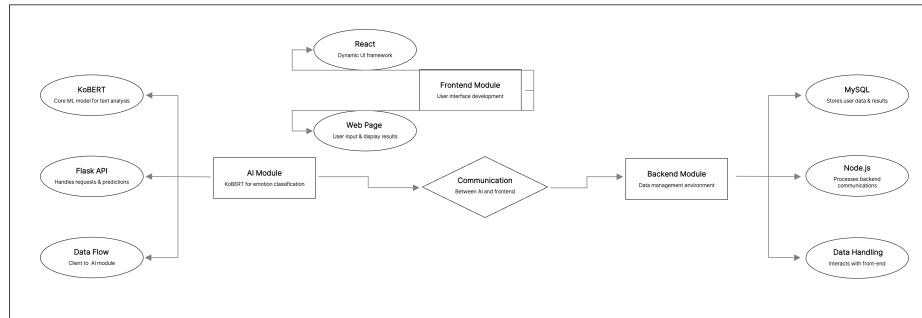 React
Dynamic UI framework
KoBERT
Core ML model for text analysis
Frontend Module
User interface development
MySQL
Stores user data & results
Web Page
User input & display results
Flask API
Handles requests & predictions
AI Module
KoBERT for emotion classification
Communication
Between AI and frontend
Backend Module
Data management environment
Node.js
Processes backend
communications
Data Flow
Client to AI module
Data Handling
Interacts with front-end